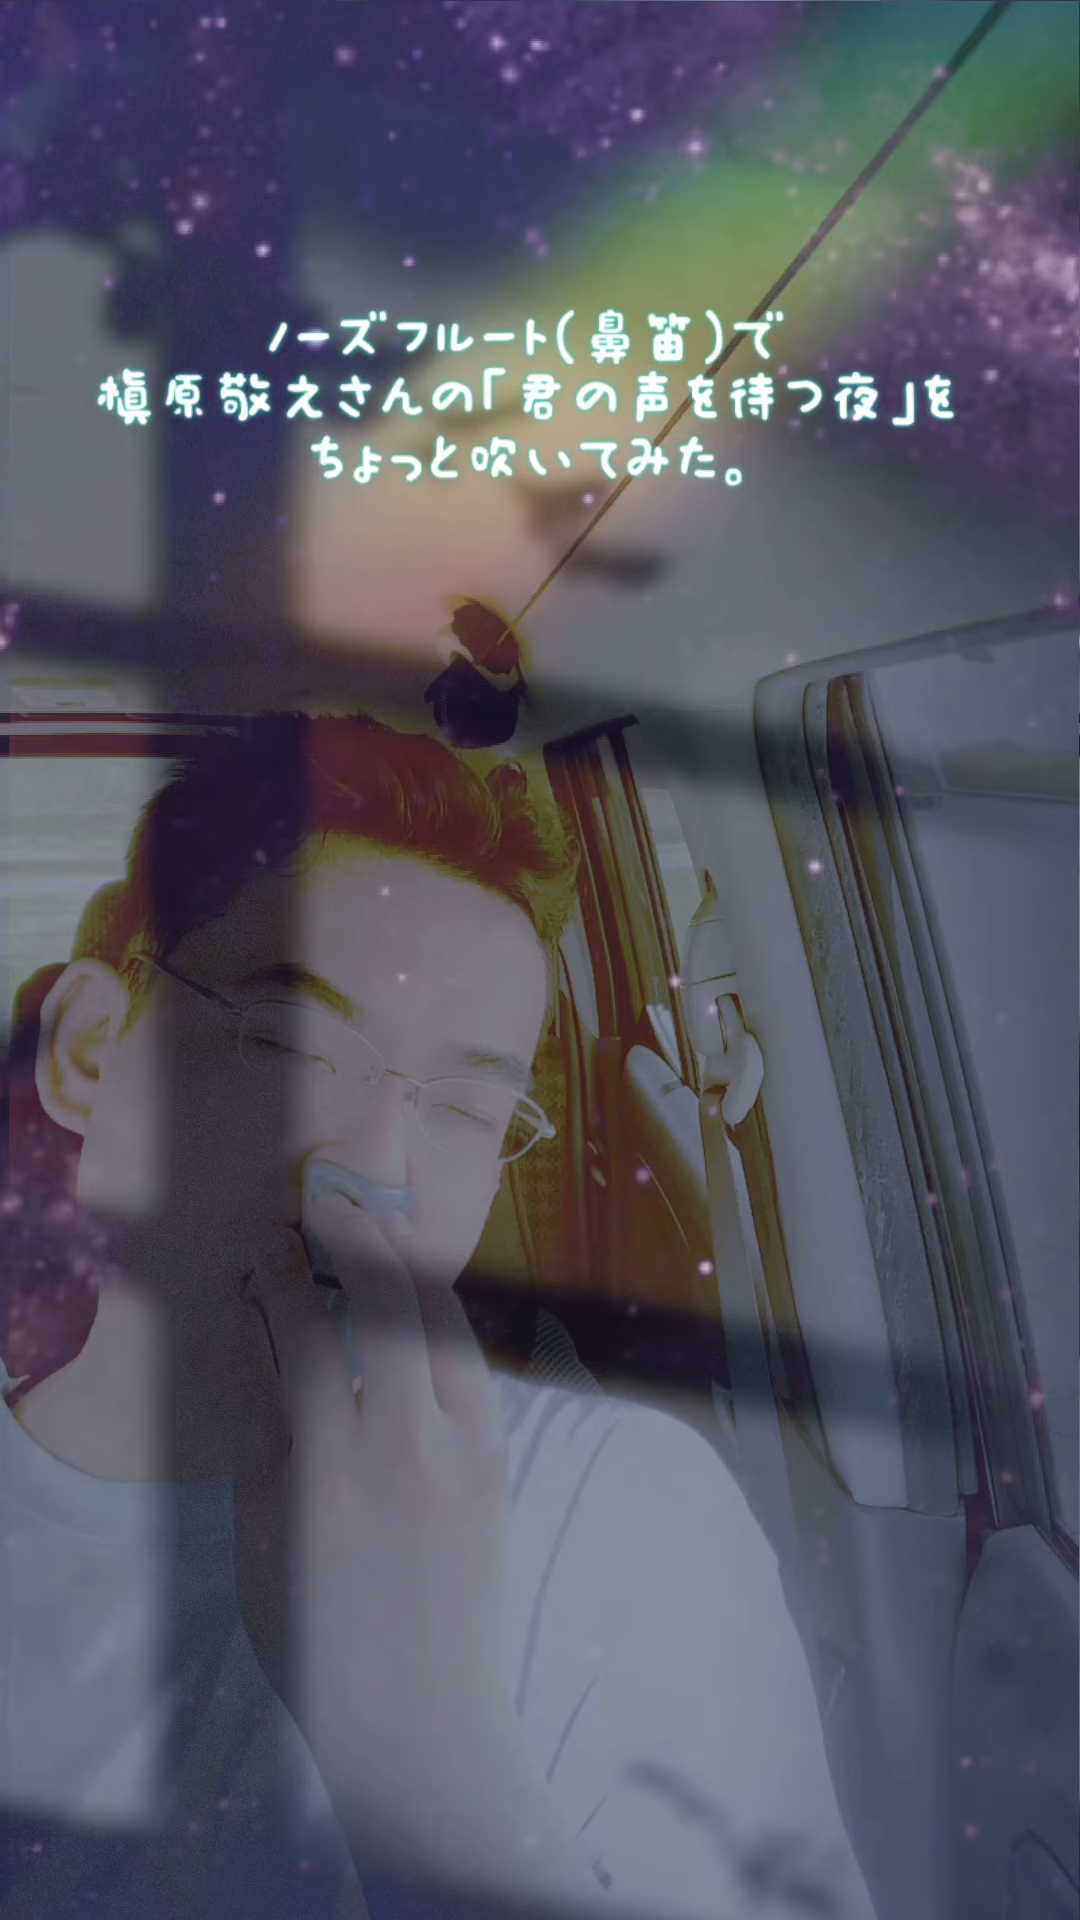 ノーズフルート(鼻笛)で
槇原敬えさんの「君の声を待つ夜」を
ちょっと吹いてみた。